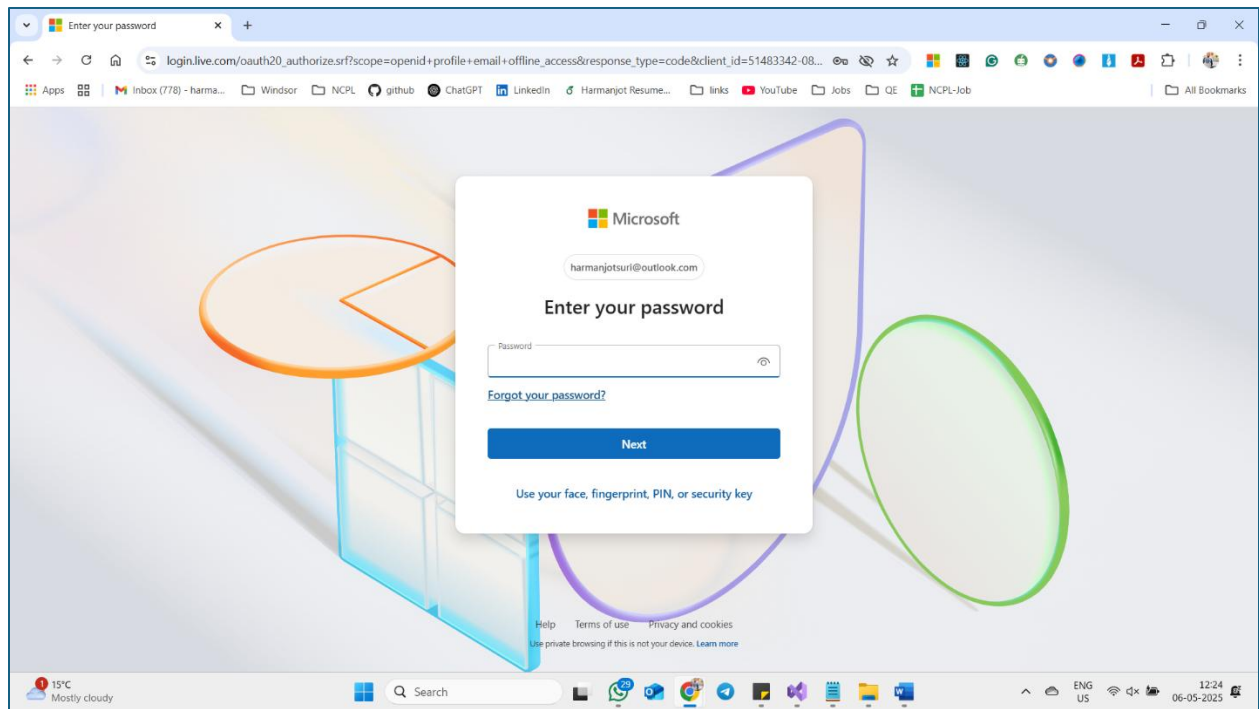 Enter your password
login.live.com/oauth20_authorize.srf?scope=openid+profile+email+offline_access&response_type=code&client_id=51483342-08...
Apps Inbox (778) - harma... Windsor NCPL github ChatGPT LinkedIn Harmanjot Resume... links YouTube Jobs QE NCPL-Job All Bookmarks
Microsoft
harmanjotsuri@outlook.com
Enter your password
Password
Forgot your password?
Next
Use your face, fingerprint, PIN, or security key
Help Terms of use Privacy and cookies
Use private browsing if this is not your device. Learn more
1 15°C
Mostly cloudy
Search
29
ENG
US
12:24
06-05-2025